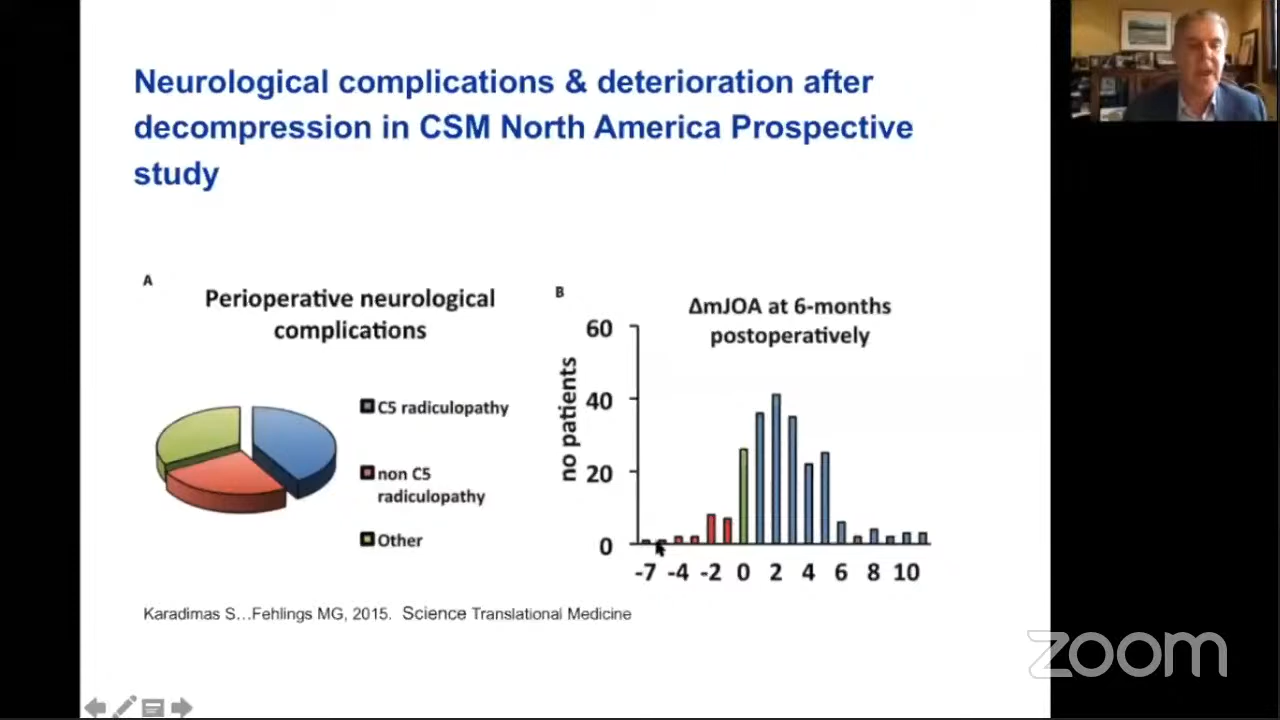 Neurological complications & deterioration after
decompression in CSM North America Prospective
study
A
Perioperative neurological
complications
C5 radiculopathy
non C5
radiculopathy
Other
B
ΔmJOA at 6-months
postoperatively
no patients
60
40
20
0
-7 -4 -2 0 2 4 6 8 10
Karadimas S...Fehlings MG, 2015. Science Translational Medicine
zoom